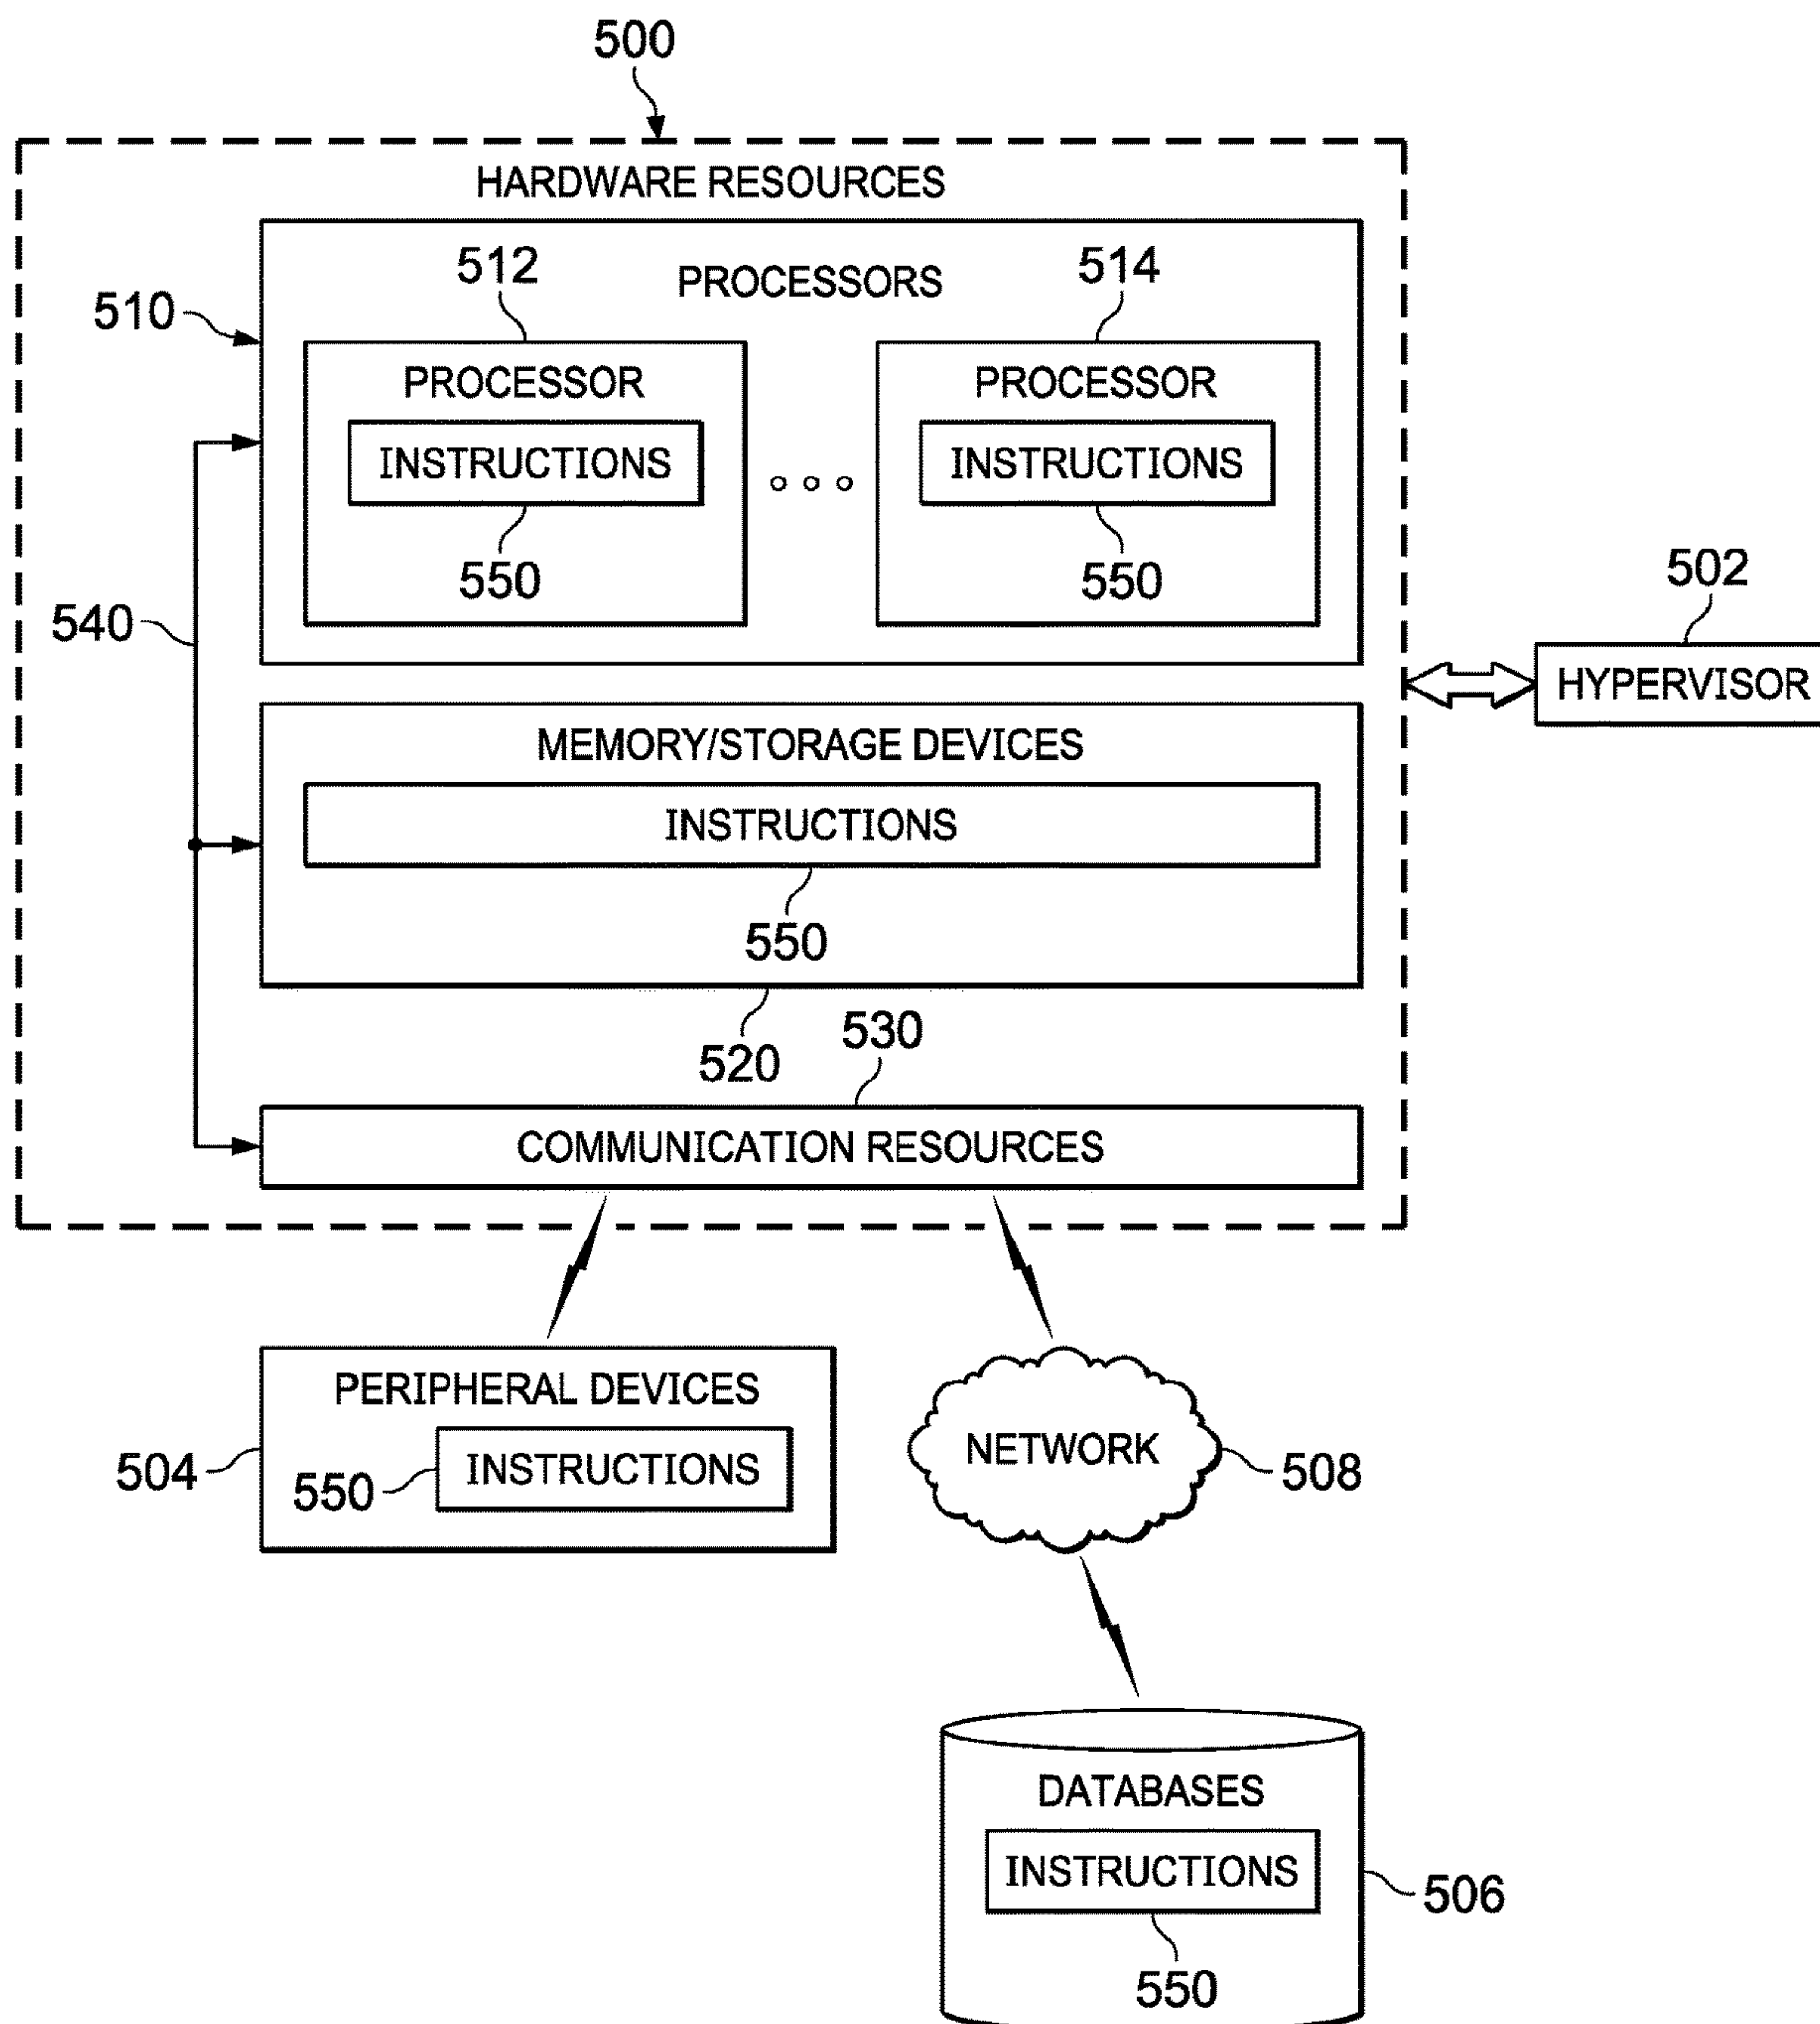 500
HARDWARE RESOURCES
512
PROCESSORS
514
510
PROCESSOR
PROCESSOR
INSTRUCTIONS
INSTRUCTIONS
550
550
540
502
HYPERVISOR
MEMORY/STORAGE DEVICES
INSTRUCTIONS
550
520
530
COMMUNICATION RESOURCES
PERIPHERAL DEVICES
504
550
INSTRUCTIONS
NETWORK
508
DATABASES
INSTRUCTIONS
506
550